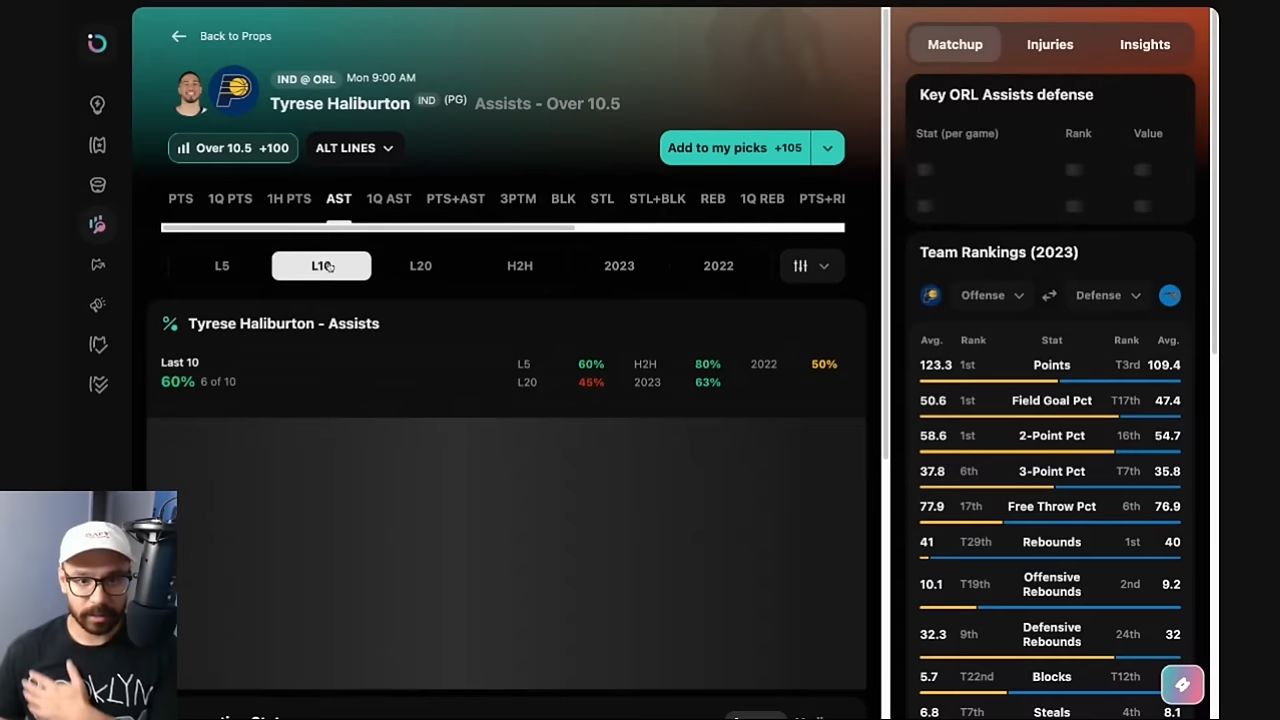 Back to Props
IND @ ORL Mon 9:00 AM
Tyrese Haliburton IND (PG) Assists - Over 10.5
Over 10.5 +100 ALT LINES
Add to my picks +105
PTS 1Q PTS 1H PTS AST 1Q AST PTS+AST 3PTM BLK STL STL+BLK REB 1Q REB PTS+RI
L5 L10 L20 H2H 2023 2022
Tyrese Haliburton - Assists
Last 10
60% 6 of 10
L5 60% H2H 80% 2022 50%
L20 45% 2023 63%
Matchup Injuries Insights
Key ORL Assists defense
Stat (per game) Rank Value
Team Rankings (2023)
Offense Defense
Avg. Rank Stat Rank Avg.
123.3 1st Points T3rd 109.4
50.6 1st Field Goal Pct T17th 47.4
58.6 1st 2-Point Pct 16th 54.7
37.8 6th 3-Point Pct T7th 35.8
77.9 17th Free Throw Pct 6th 76.9
41 T29th Rebounds 1st 40
10.1 T19th Offensive Rebounds 2nd 9.2
32.3 9th Defensive Rebounds 24th 32
5.7 T22nd Blocks T12th
6.8 T7th Steals 4th 8.1